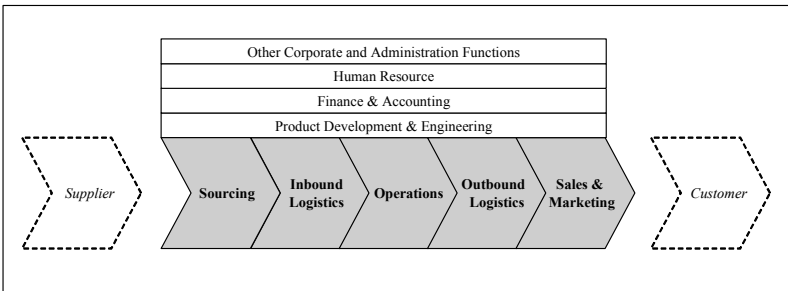 Other Corporate and Administration Functions
Human Resource
Finance & Accounting
Product Development & Engineering
Supplier
Sourcing
Inbound
Logistics
Operations
Outbound
Logistics
Sales &
Marketing
Customer